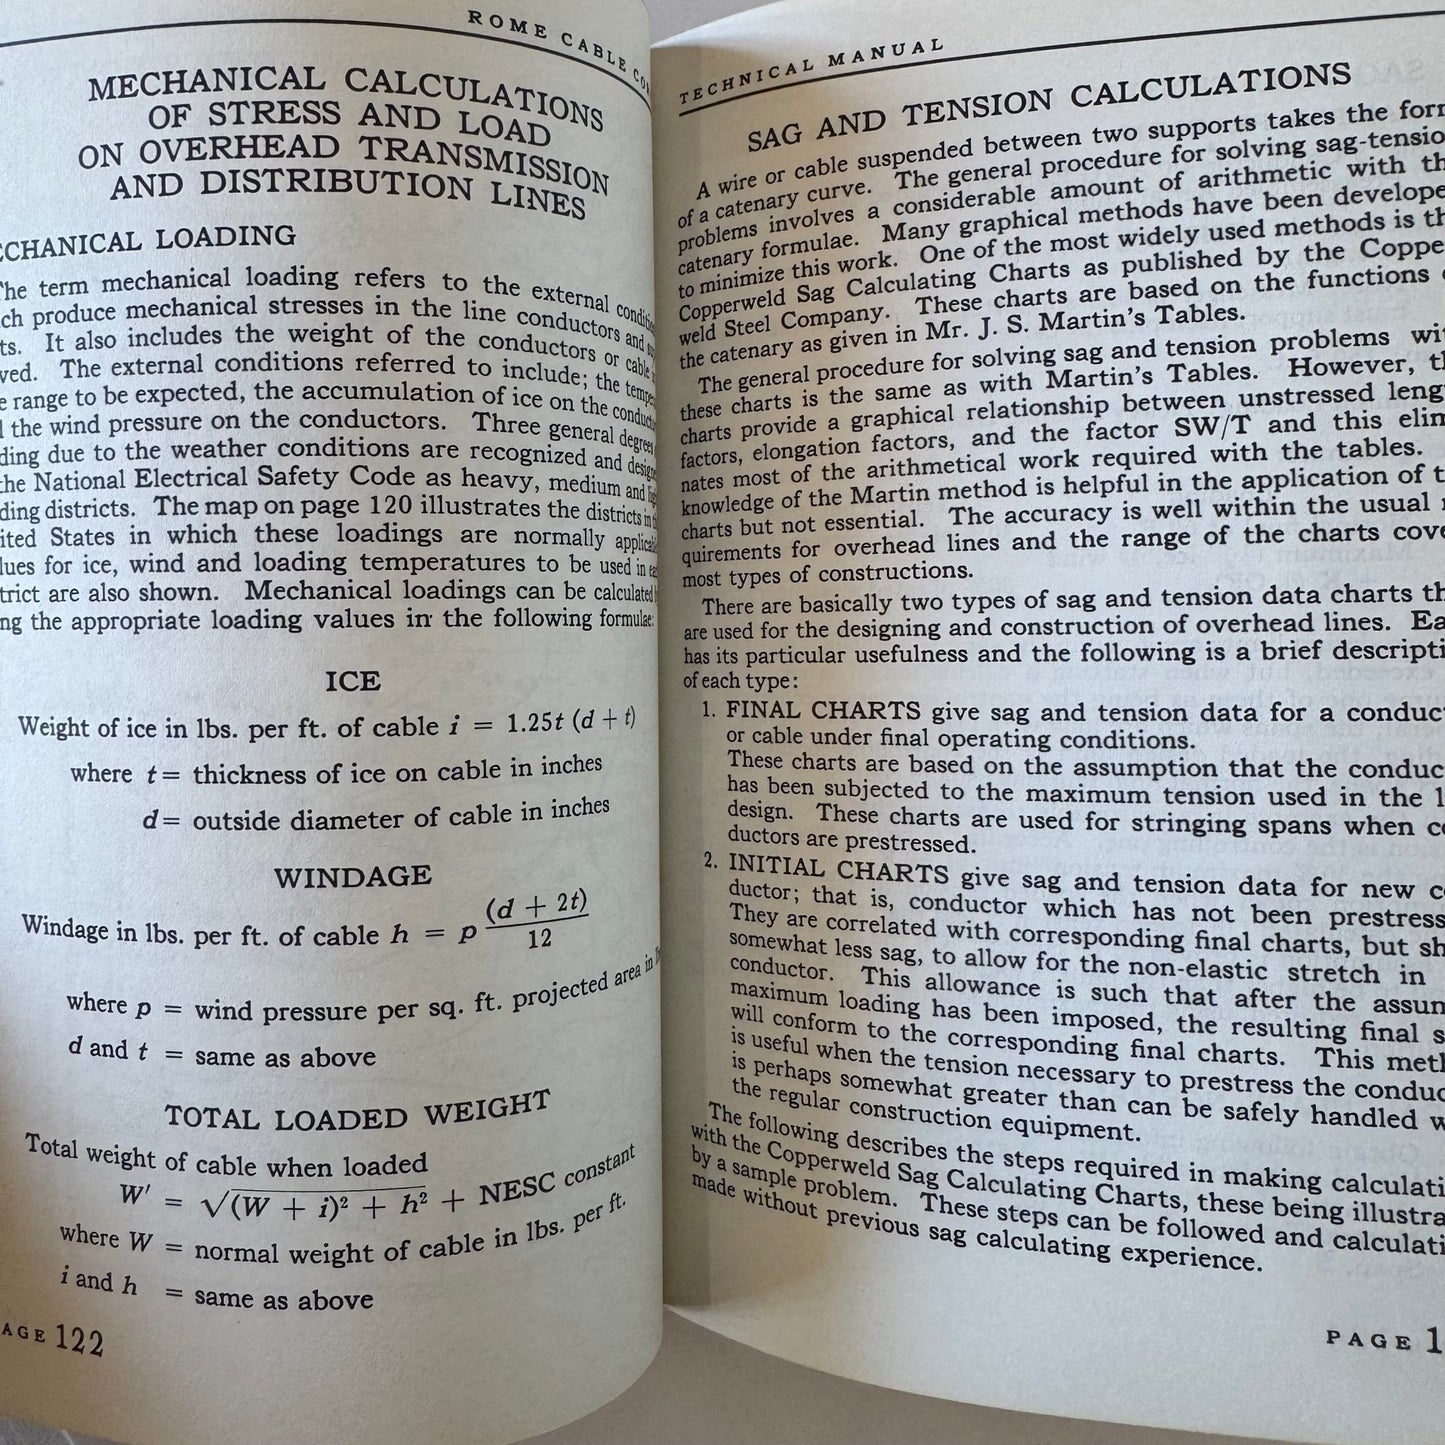 ROME CABLE
MECHANICAL CALCULATIONS
OF STRESS AND LOAD
ON OVERHEAD TRANSMISSION
AND DISTRIBUTION LINES
CHANICAL LOADING
The term mechanical loading refers to the external
ch produce mechanical stresses in the line conductors and
ts. It also includes the weight of the conductors or cable
ved. The external conditions referred to include; the
e range to be expected, the accumulation of ice on the
the wind pressure on the conductors. Three general degrees
ding due to the weather conditions are recognized and
the National Electrical Safety Code as heavy, medium and
ding districts. The map on page 120 illustrates the districts in
ited States in which these loadings are normally
lues for ice, wind and loading temperatures to be used in
trict are also shown. Mechanical loadings can be calculated
ng the appropriate loading values in the following formulae:
ICE
Weight of ice in lbs. per ft. of cable i = 1.25t (d + t)
where t = thickness of ice on cable in inches
d = outside diameter of cable in inches
WINDAGE
Windage in lbs. per ft. of cable h = p (d + 2t)/12
where p = wind pressure per sq. ft. projected area in
d and t = same as above
TOTAL LOADED WEIGHT
Total weight of cable when loaded
W′ = √(W + i)² + h² + NESC constant
where W = normal weight of cable in lbs. per ft.
i and h = same as above
AGE 122
TECHNICAL MANUAL
SAG AND TENSION CALCULATIONS
A wire or cable suspended between two supports takes the for
of a catenary curve. The general procedure for solving sag-tensio
problems involves a considerable amount of arithmetic with th
catenary formulae. Many graphical methods have been develope
to minimize this work. One of the most widely used methods is th
Copperweld Sag Calculating Charts as published by the Coppe
weld Steel Company. These charts are based on the functions o
the catenary as given in Mr. J. S. Martin's Tables.
The general procedure for solving sag and tension problems wi
these charts is the same as with Martin's Tables. However, th
charts provide a graphical relationship between unstressed leng
factors, elongation factors, and the factor SW/T and this elim
nates most of the arithmetical work required with the tables.
knowledge of the Martin method is helpful in the application of t
charts but not essential. The accuracy is well within the usual r
quirements for overhead lines and the range of the charts cove
most types of constructions.
There are basically two types of sag and tension data charts th
are used for the designing and construction of overhead lines. Ea
has its particular usefulness and the following is a brief descripti
of each type:
1. FINAL CHARTS give sag and tension data for a conduc
or cable under final operating conditions.
These charts are based on the assumption that the conduc
has been subjected to the maximum tension used in the l
design. These charts are used for stringing spans when co
ductors are prestressed.
2. INITIAL CHARTS give sag and tension data for new c
ductor; that is, conductor which has not been prestress
They are correlated with corresponding final charts, but sh
somewhat less sag, to allow for the non-elastic stretch in
conductor. This allowance is such that after the assum
maximum loading has been imposed, the resulting final s
will conform to the corresponding final charts. This meth
is useful when the tension necessary to prestress the conduc
is perhaps somewhat greater than can be safely handled w
the regular construction equipment.
The following describes the steps required in making calculati
with the Copperweld Sag Calculating Charts, these being illustra
by a sample problem. These steps can be followed and calculati
made without previous sag calculating experience.
PAGE 1